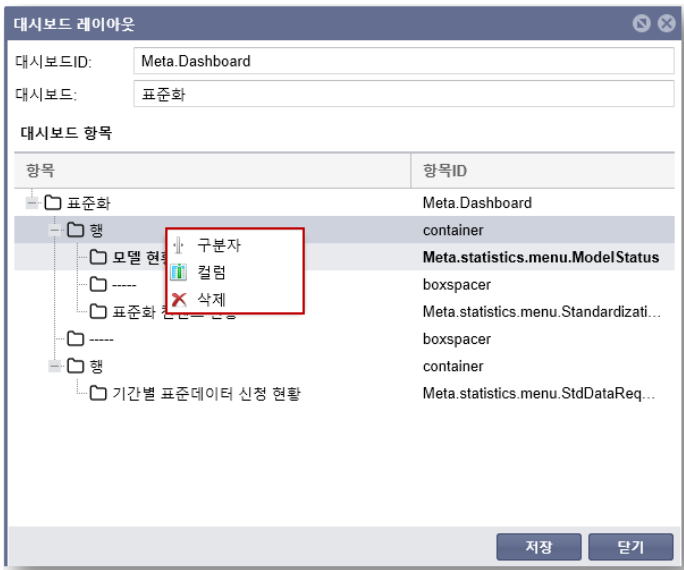 대시보드 레이아웃
대시보드ID: Meta.Dashboard
대시보드: 표준화
대시보드 항목
항목 항목ID
표준화 Meta.Dashboard
행 container
모델 Meta.statistics.menu.ModelStatus
----- boxspacer
표준화 현황 Meta.statistics.menu.Standardizati...
----- boxspacer
행 container
기간별 표준데이터 신청 현황 Meta.statistics.menu.StdDataReq...
구분자
컬럼
삭제
저장 닫기